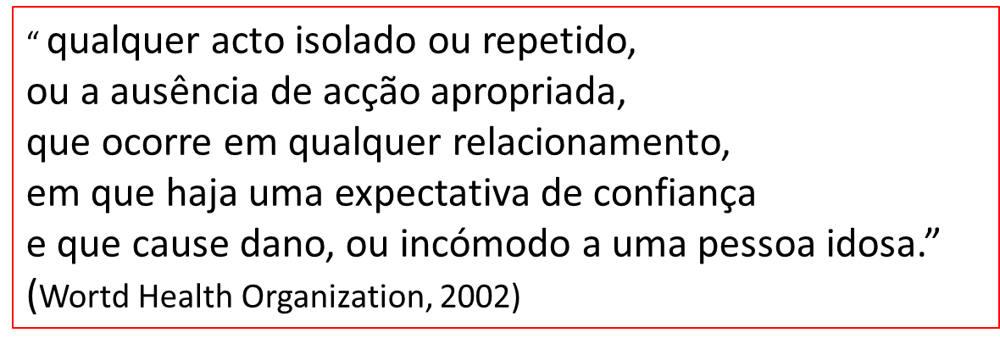 “ qualquer acto isolado ou repetido,
ou a ausência de acção apropriada,
que ocorre em qualquer relacionamento,
em que haja uma expectativa de confiança
e que cause dano, ou incómodo a uma pessoa idosa.”
(Wortd Health Organization, 2002)